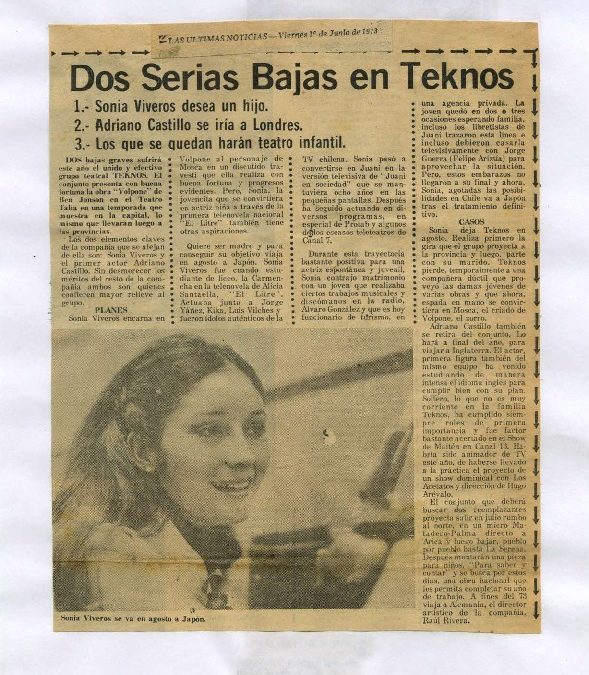 LAS ULTIMAS NOTICIAS — Viernes 1º de Junio de 1973
Dos Serias Bajas en Teknos
1.- Sonia Viveros desea un hijo.
2.- Adriano Castillo se iría a Londres.
3.- Los que se quedan harán teatro infantil.
DOS bajas graves sufrirá
este año el unido y efectivo
grupo teatral TEKNOS. El
conjunto presenta con buena
fortuna la obra "Volpone" de
Ben Jonson en el Teatro
Talía en una temporada que
muestra en la capital, lo
mismo que llevaran luego a
las provincias.
Los dos elementos claves
de la compañía que se alejan
de ella son: Sonia Viveros y
el primer actor Adriano
Castillo. Sin desmerecer los
méritos del resto de la
compañía ambos son quienes
confieren mayor relieve al
grupo.
PLANES
Sonia Viveros encarna en
Volpone al personaje de
Mosca en un discutido tra-
vesti que ella realiza con
buena fortuna y progresos
evidentes. Pero, Sonia, la
jovencita que se convirtiera
en actriz niña a través de la
primera telenovela nacional
"El Litre" también tiene
otras aspiraciones.
Quiere ser madre y para
conseguir su objetivo viaja
en agosto a Japón. Sonia
Viveros fue cuando estu-
diante de liceo, la Carmen-
cha en la telenovela de Alicia
Santaella, "El Litre".
Actuaban junto a Jorge
Yáñez, Kika, Luis Vilches y
fueron ídolos auténticos de la
TV chilena. Sonia pasó a
convertirse en Juani en la
versión televisiva de "Juani
en sociedad" que se man-
tuviera ocho años en las
pequeñas pantallas. Después
ha seguido actuando en di-
versos programas, en
especial de Protab y algunos
de los ocasos teleteatros de
Canal 7.
Durante esta trayectoria
bastante positiva para una
actriz espontánea y juvenil,
Sonia contrajo matrimonio
con un joven que realizaba
ciertos trabajos musicales y
discómanos en la radio,
Alvaro González y que es hoy
funcionario de turismo, en
una agencia privada. La
joven quedó en dos o tres
ocasiones esperando familia,
incluso los libretistas de
Juani trazaron esta línea e
incluso debieron casarla
televisivamente con Jorge
Guerra (Felipe Ariztía), para
aprovechar la situación.
Pero, estos embarazos no
llegaron a su final y ahora.
Sonia, agotadas las posibi-
lidades en Chile va a Japón
tras el tratamiento defini-
tivo.
CASOS
Sonia deja Teknos en
agosto. Realiza primero la
gira que el grupo proyecta a
la provincia y luego, parte
con su marido. Teknos
pierde, temporalmente a una
compañera dúctil que pro-
veyó las damas jóvenes de
varias obras y que ahora,
espada en mano se convir-
tiera en Mosca, el criado de
Volpone, el zorro.
Adriano Castillo también
se retira del conjunto. Lo
hará a final del año, para
viajar a Inglaterra. El actor,
primera figura también del
mismo equipo ha venido
estudiando de manera
intensa el idioma inglés para
cumplir bien con su plan.
Soltero, lo que no es muy
corriente en la familia
Teknos, ha cumplido siem-
pre roles de primera
importancia y fue factor
bastante acertado en el Show
de Maitén en Canal 13. Ha-
bría sido animador de TV
este año, de haberse llevado
a la práctica el proyecto de
un show dominical con Los
Acetatos y dirección de Hugo
Arévalo.
El conjunto que deberá
buscar dos reemplazantes
proyecta salir en julio rumbo
al norte, en un micro Ma-
tadero-Palma directo a
Arica y luego bajar, pueblo
por pueblo hasta La Serena.
Después montarán una pieza
para niños, "Para saber y
contar" y se busca por estos
días, una obra nacional que
les permita completar su año
de trabajo. A fines del 73
viaja a Alemania, el director
artístico de la compañía,
Raúl Rivera.
Sonia Viveros se va en agosto a Japón.